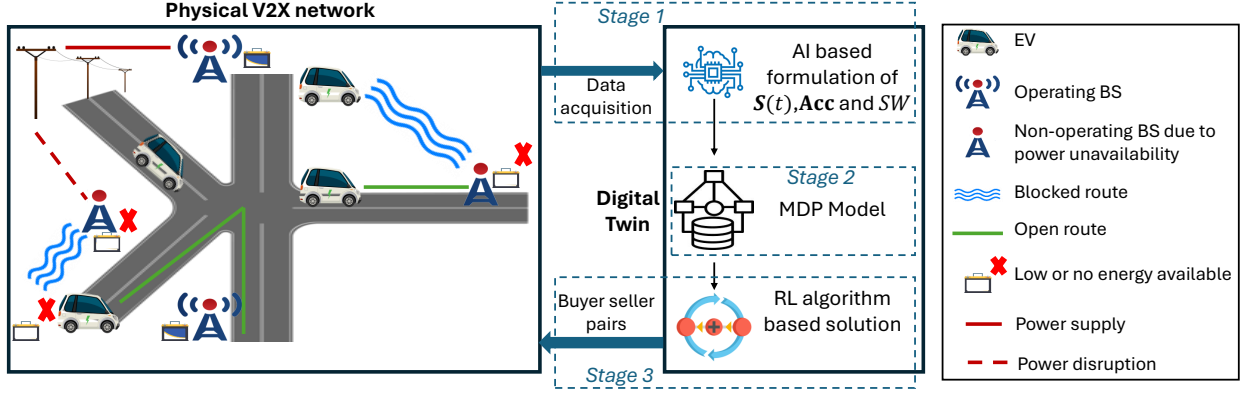 Physical V2X network
Stage 1
Data
acquisition
AI based
formulation of
S(t),Acc and SW
Stage 2
MDP Model
Digital
Twin
Buyer seller
pairs
RL algorithm
based solution
Stage 3
EV
Operating BS
Non-operating BS due to
power unavailability
Blocked route
Open route
Low or no energy available
Power supply
Power disruption